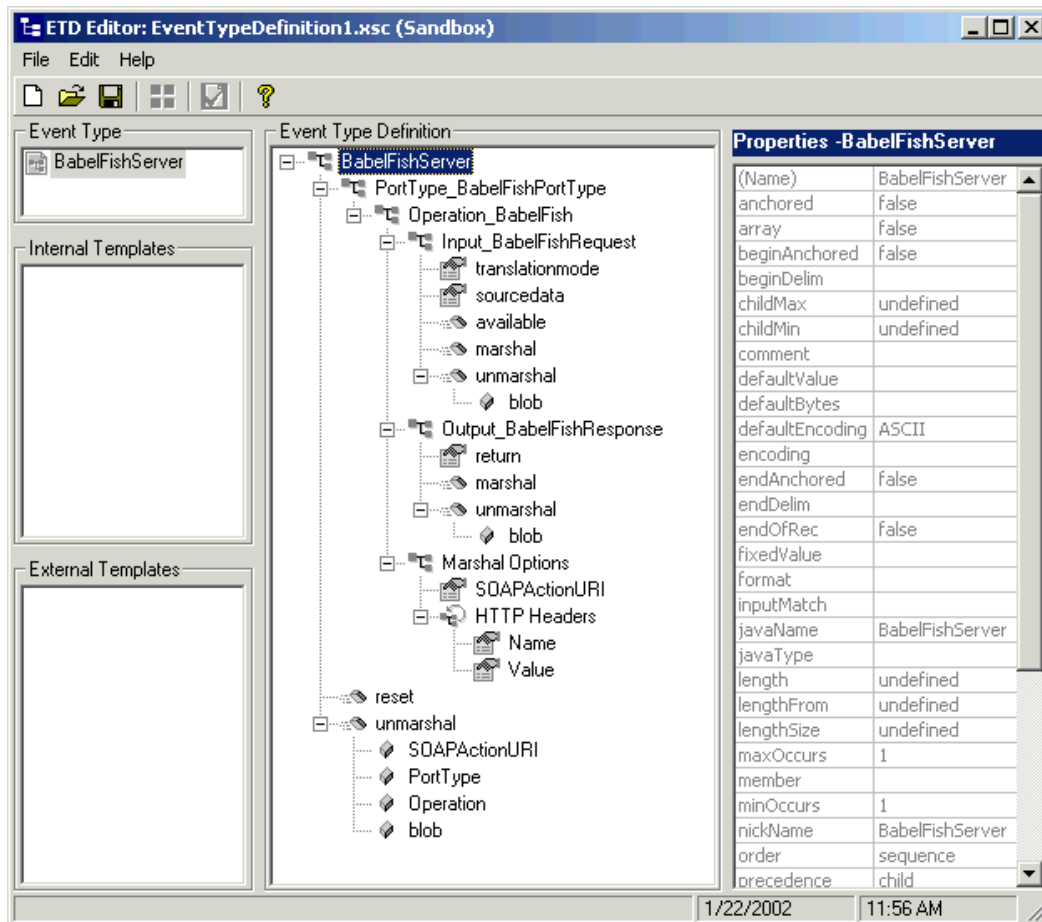 ETD Editor: EventTypeDefinition1.xsc (Sandbox)
File Edit Help
Event Type
BabelFishServer
Internal Templates
External Templates
Event Type Definition
BabelFishServer
PortType_BabelFishPortType
Operation_BabelFish
Input_BabelFishRequest
translationmode
sourcedata
available
marshal
unmarshal
blob
Output_BabelFishResponse
return
marshal
unmarshal
blob
Marshal Options
SOAPActionURI
HTTP Headers
Name
Value
reset
unmarshal
SOAPActionURI
PortType
Operation
blob
Properties -BabelFishServer
(Name) BabelFishServer
anchored false
array false
beginAnchored false
beginDelim
childMax undefined
childMin undefined
comment
defaultValue
defaultBytes
defaultEncoding ASCII
encoding
endAnchored false
endDelim
endOfRec false
fixedValue
format
inputMatch
javaName BabelFishServer
javaType
length undefined
lengthFrom undefined
lengthSize undefined
maxOccurs 1
member
minOccurs 1
nickName BabelFishServer
order sequence
precedence child
1/22/2002 11:56 AM